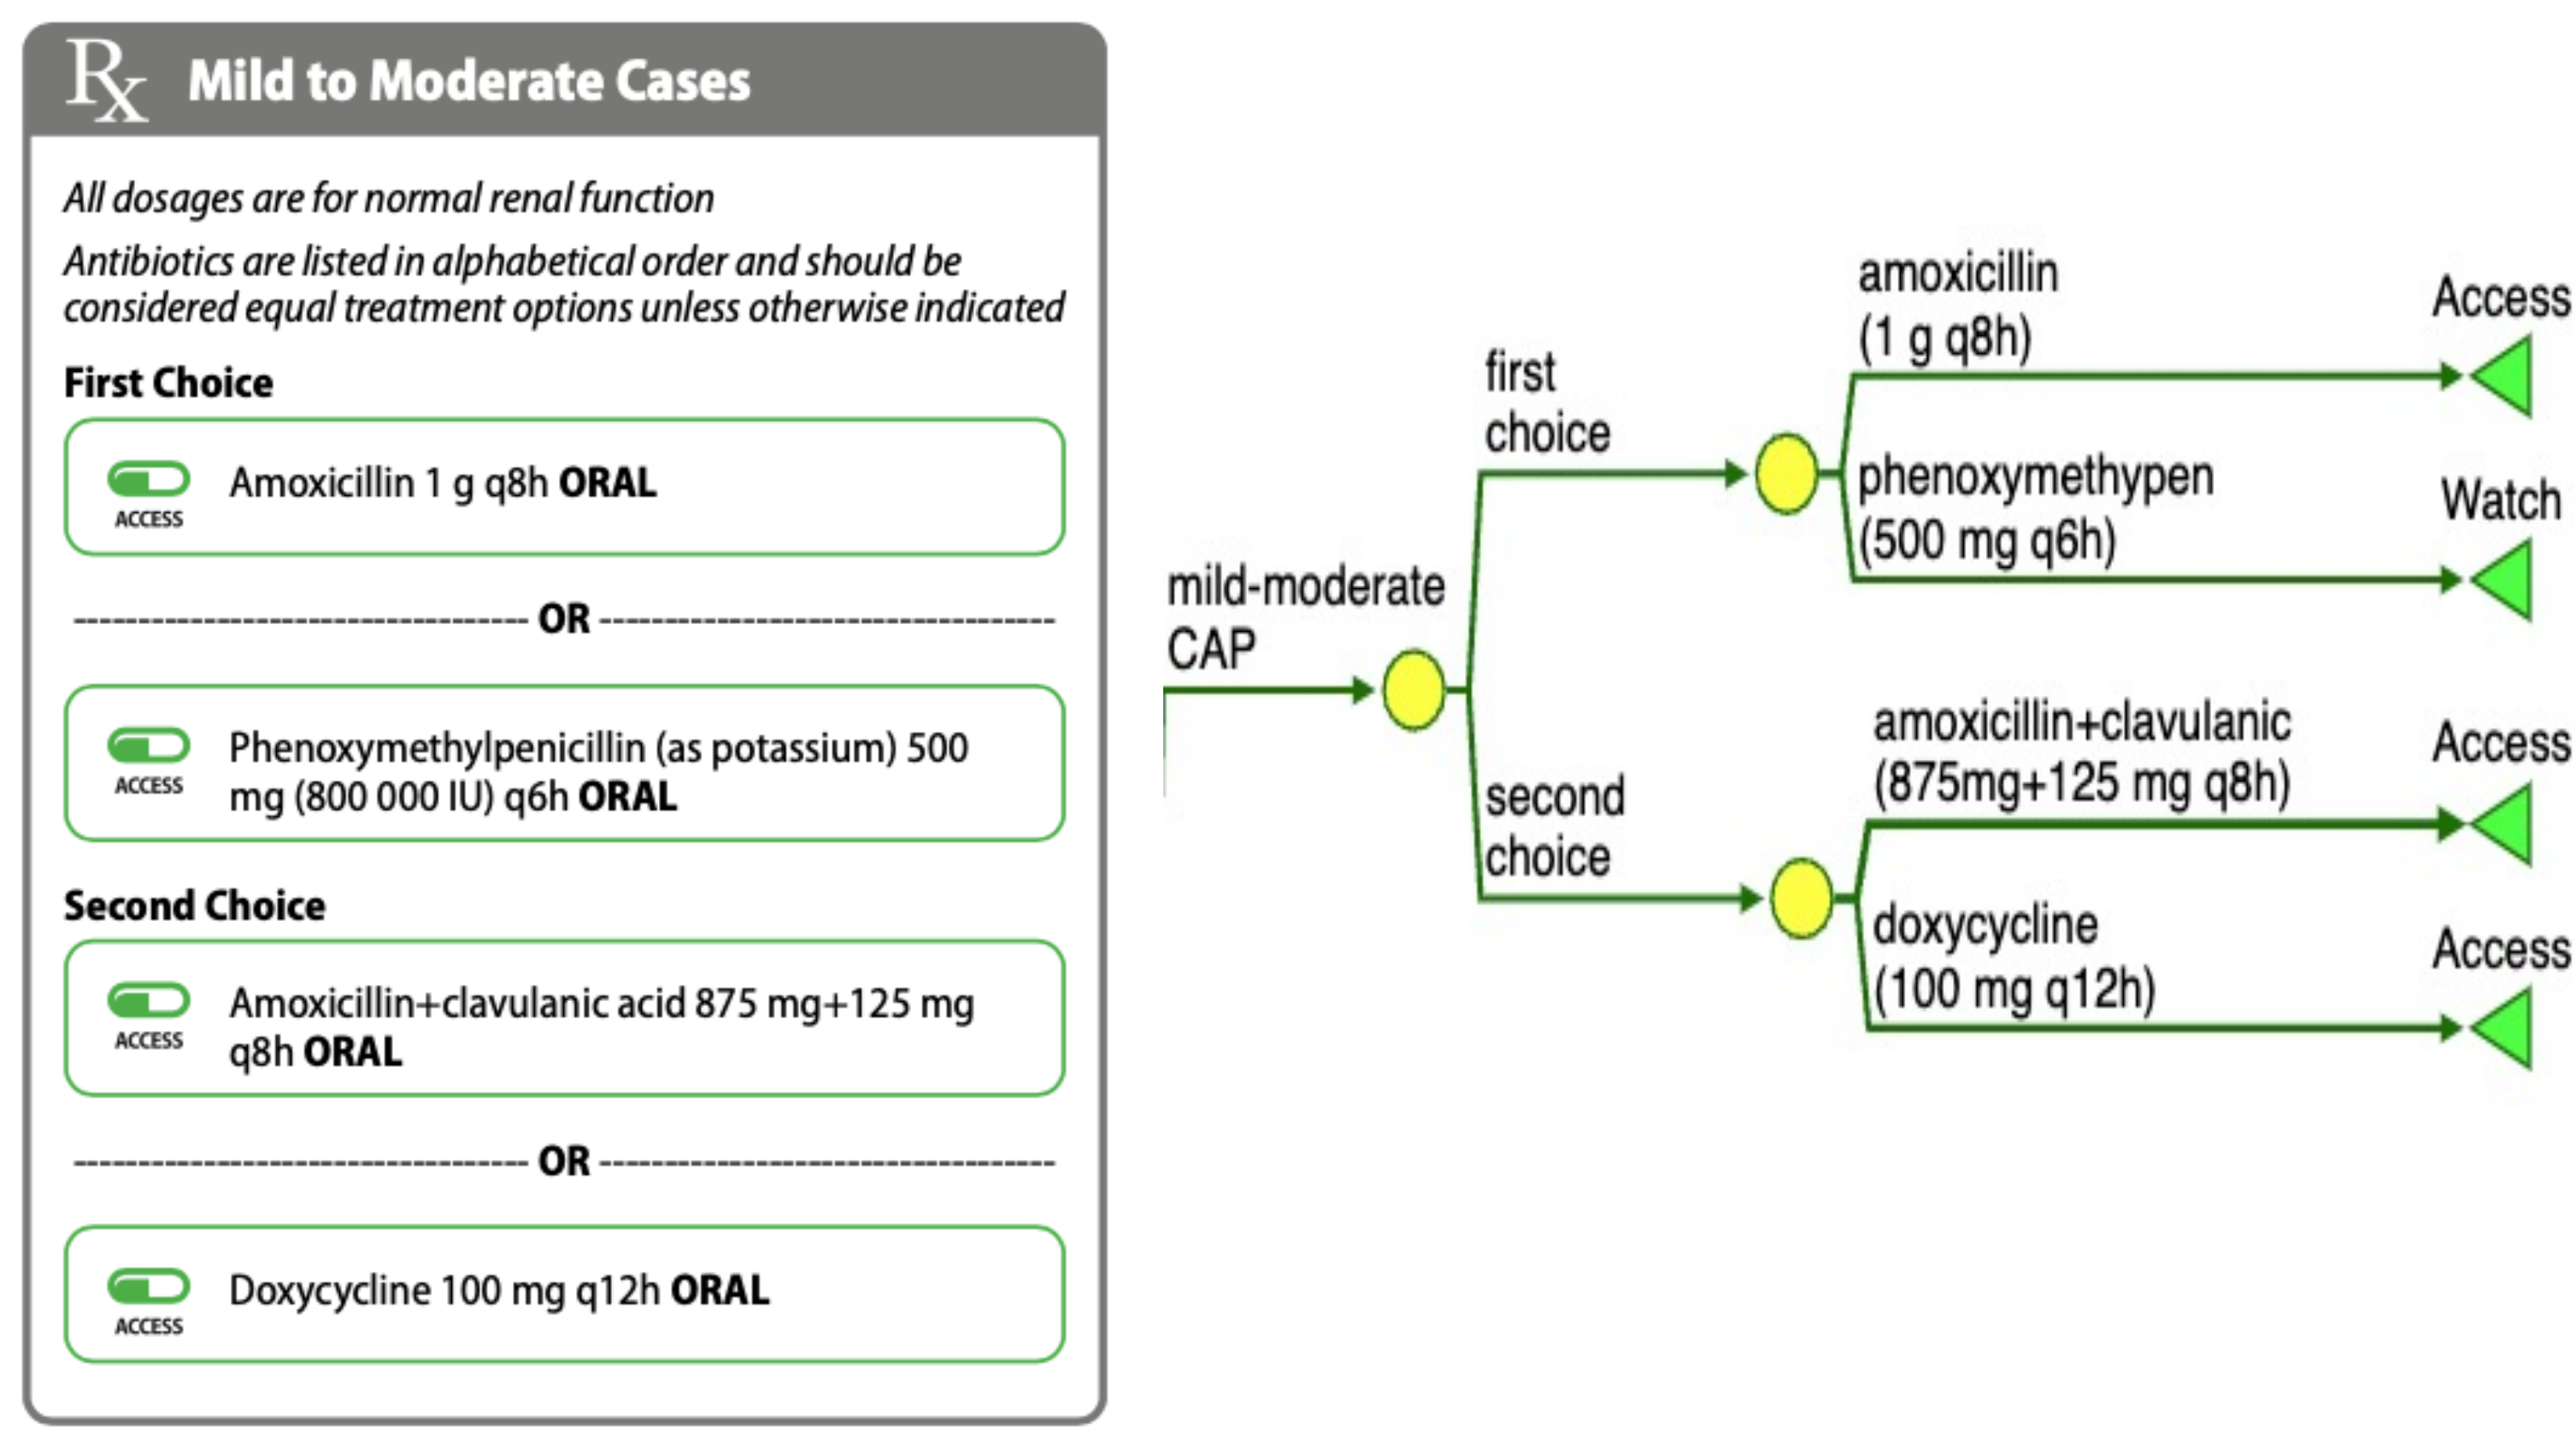 Rx Mild to Moderate Cases
All dosages are for normal renal function
Antibiotics are listed in alphabetical order and should be
considered equal treatment options unless otherwise indicated
First Choice
Amoxicillin 1 g q8h ORAL
ACCESS
OR
Phenoxymethylpenicillin (as potassium) 500
mg (800 000 IU) q6h ORAL
ACCESS
Second Choice
Amoxicillin+clavulanic acid 875 mg+125 mg
q8h ORAL
ACCESS
OR
Doxycycline 100 mg q12h ORAL
ACCESS
mild-moderate
CAP
first
choice
amoxicillin
(1 g q8h)
Access
phenoxymethypen
(500 mg q6h)
Watch
second
choice
amoxicillin+clavulanic
(875mg+125 mg q8h)
Access
doxycycline
(100 mg q12h)
Access